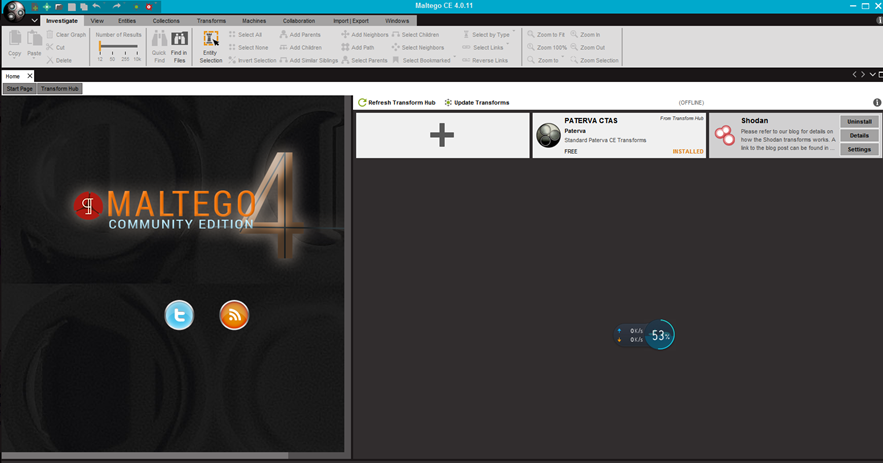 Maltego CE 4.0.11
Investigate View Entities Collections Transforms Machines Collaboration Import | Export Windows
Copy Paste Clear Graph Cut Delete
Number of Results
12 50 255 10k
Quick Find Find in Files Entity Selection
Select All Add Parents Add Neighbors Select Children Select by Type Zoom to Fit Zoom In
Select None Add Children Add Path Select Neighbors Select Links Zoom 100% Zoom Out
Invert Selection Add Similar Siblings Select Parents Select Bookmarked Reverse Links Zoom to Zoom Selection
Home
Start Page Transform Hub
Refresh Transform Hub Update Transforms (OFFLINE)
PATERVA CTAS From Transform Hub
Paterva
Standard Paterva CE Transforms
FREE INSTALLED
Shodan
Please refer to our blog for details on
how the Shodan transforms works. A
link to the blog post can be found in ...
Uninstall
Details
Settings
MALTEGO 4
COMMUNITY EDITION
0K/s
0K/s
53%